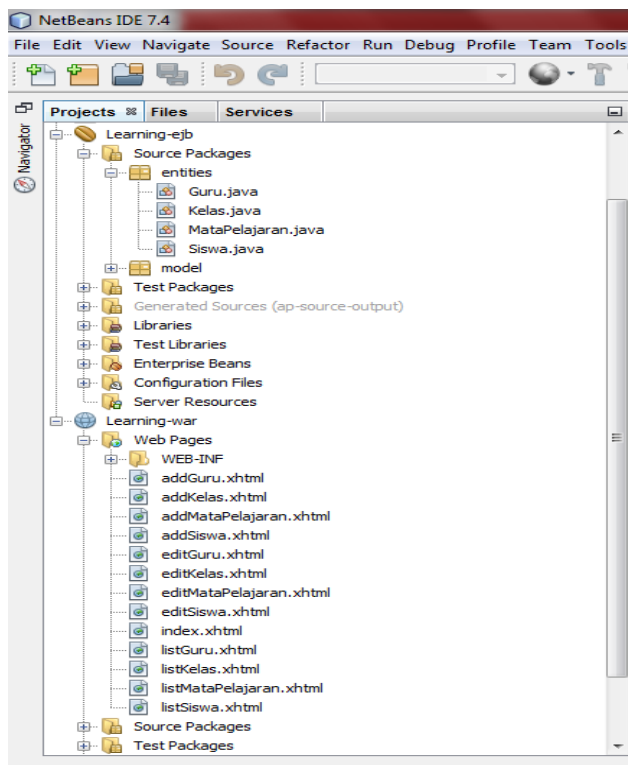 NetBeans IDE 7.4
File Edit View Navigate Source Refactor Run Debug Profile Team Tools
Projects Files Services
Navigator
Learning-ejb
Source Packages
entities
Guru.java
Kelas.java
MataPelajaran.java
Siswa.java
model
Test Packages
Generated Sources (ap-source-output)
Libraries
Test Libraries
Enterprise Beans
Configuration Files
Server Resources
Learning-war
Web Pages
WEB-INF
addGuru.xhtml
addKelas.xhtml
addMataPelajaran.xhtml
addSiswa.xhtml
editGuru.xhtml
editKelas.xhtml
editMataPelajaran.xhtml
editSiswa.xhtml
index.xhtml
listGuru.xhtml
listKelas.xhtml
listMataPelajaran.xhtml
listSiswa.xhtml
Source Packages
Test Packages